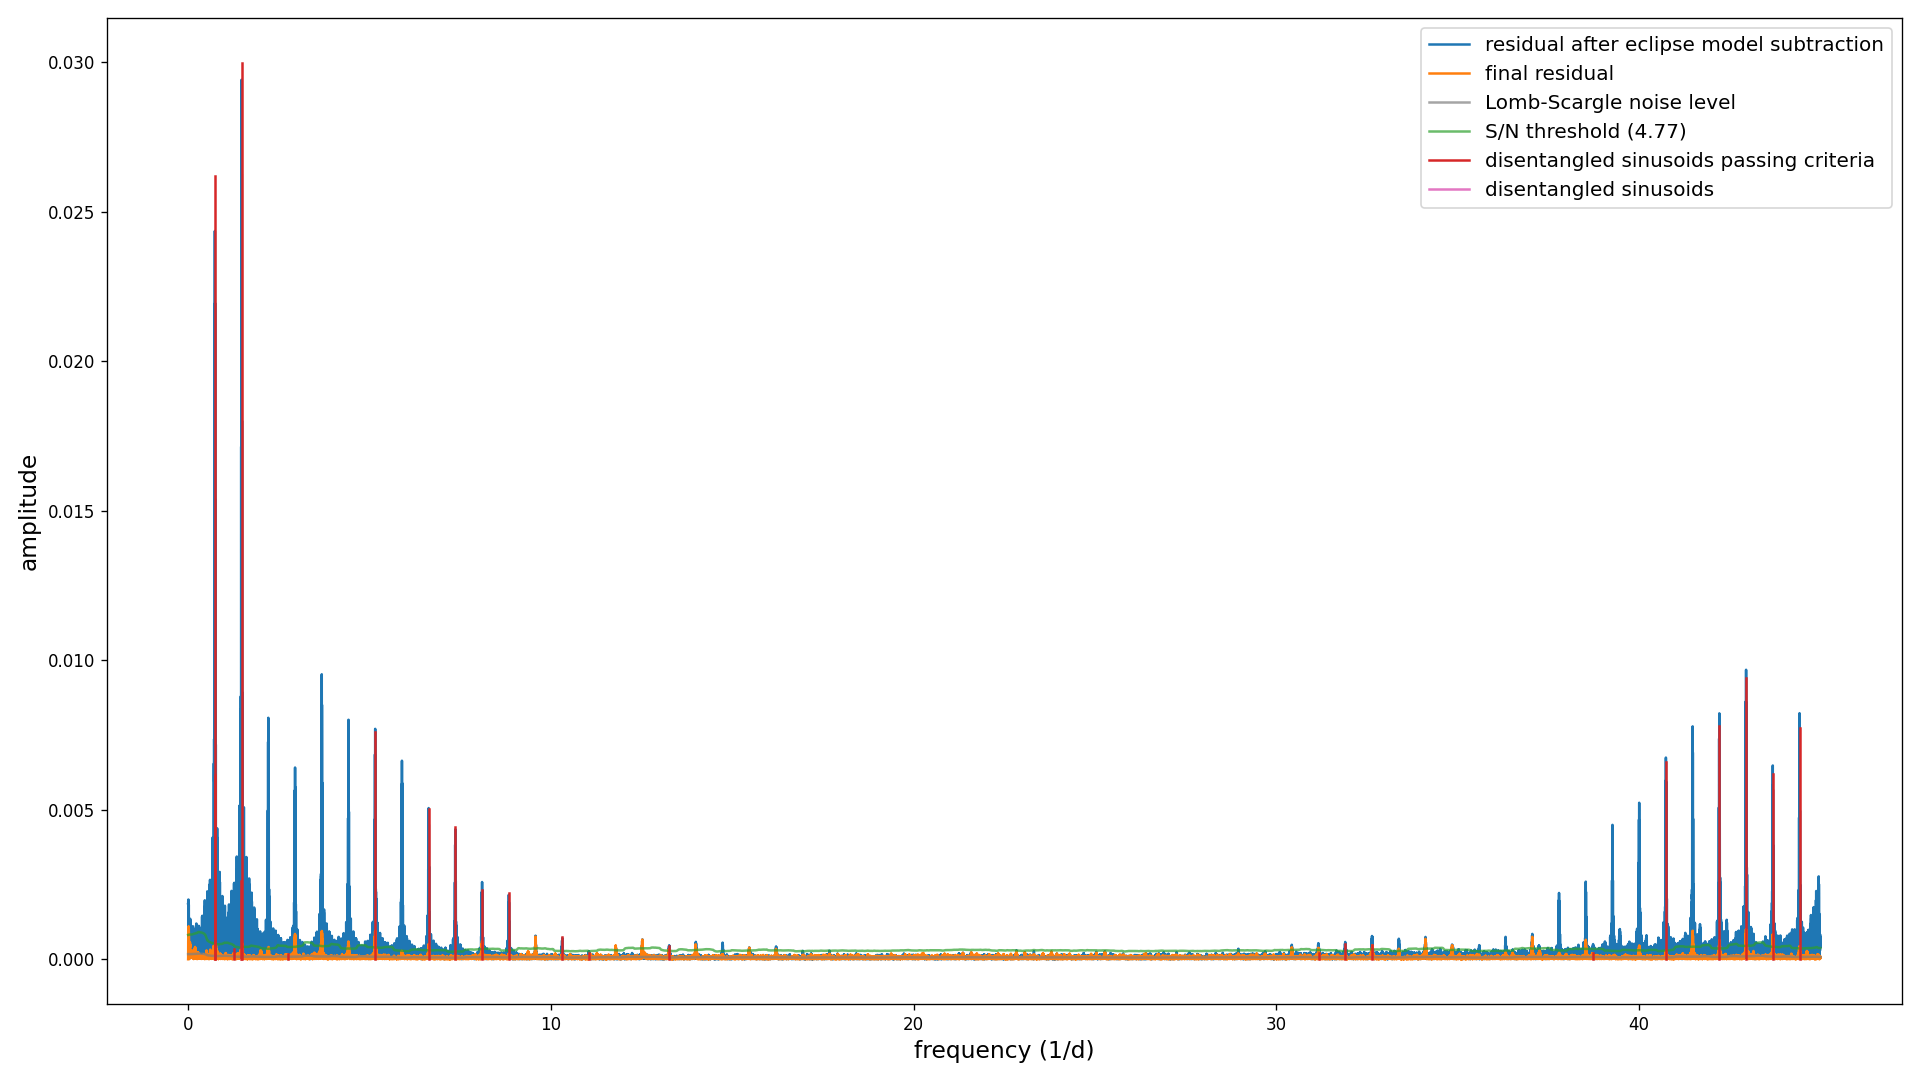 residual after eclipse model subtraction
final residual
Lomb-Scargle noise level
S/N threshold (4.77)
disentangled sinusoids passing criteria
disentangled sinusoids
0.030
0.025
0.020
0.015
0.010
0.005
0.000
amplitude
0 10 20 30 40
frequency (1/d)